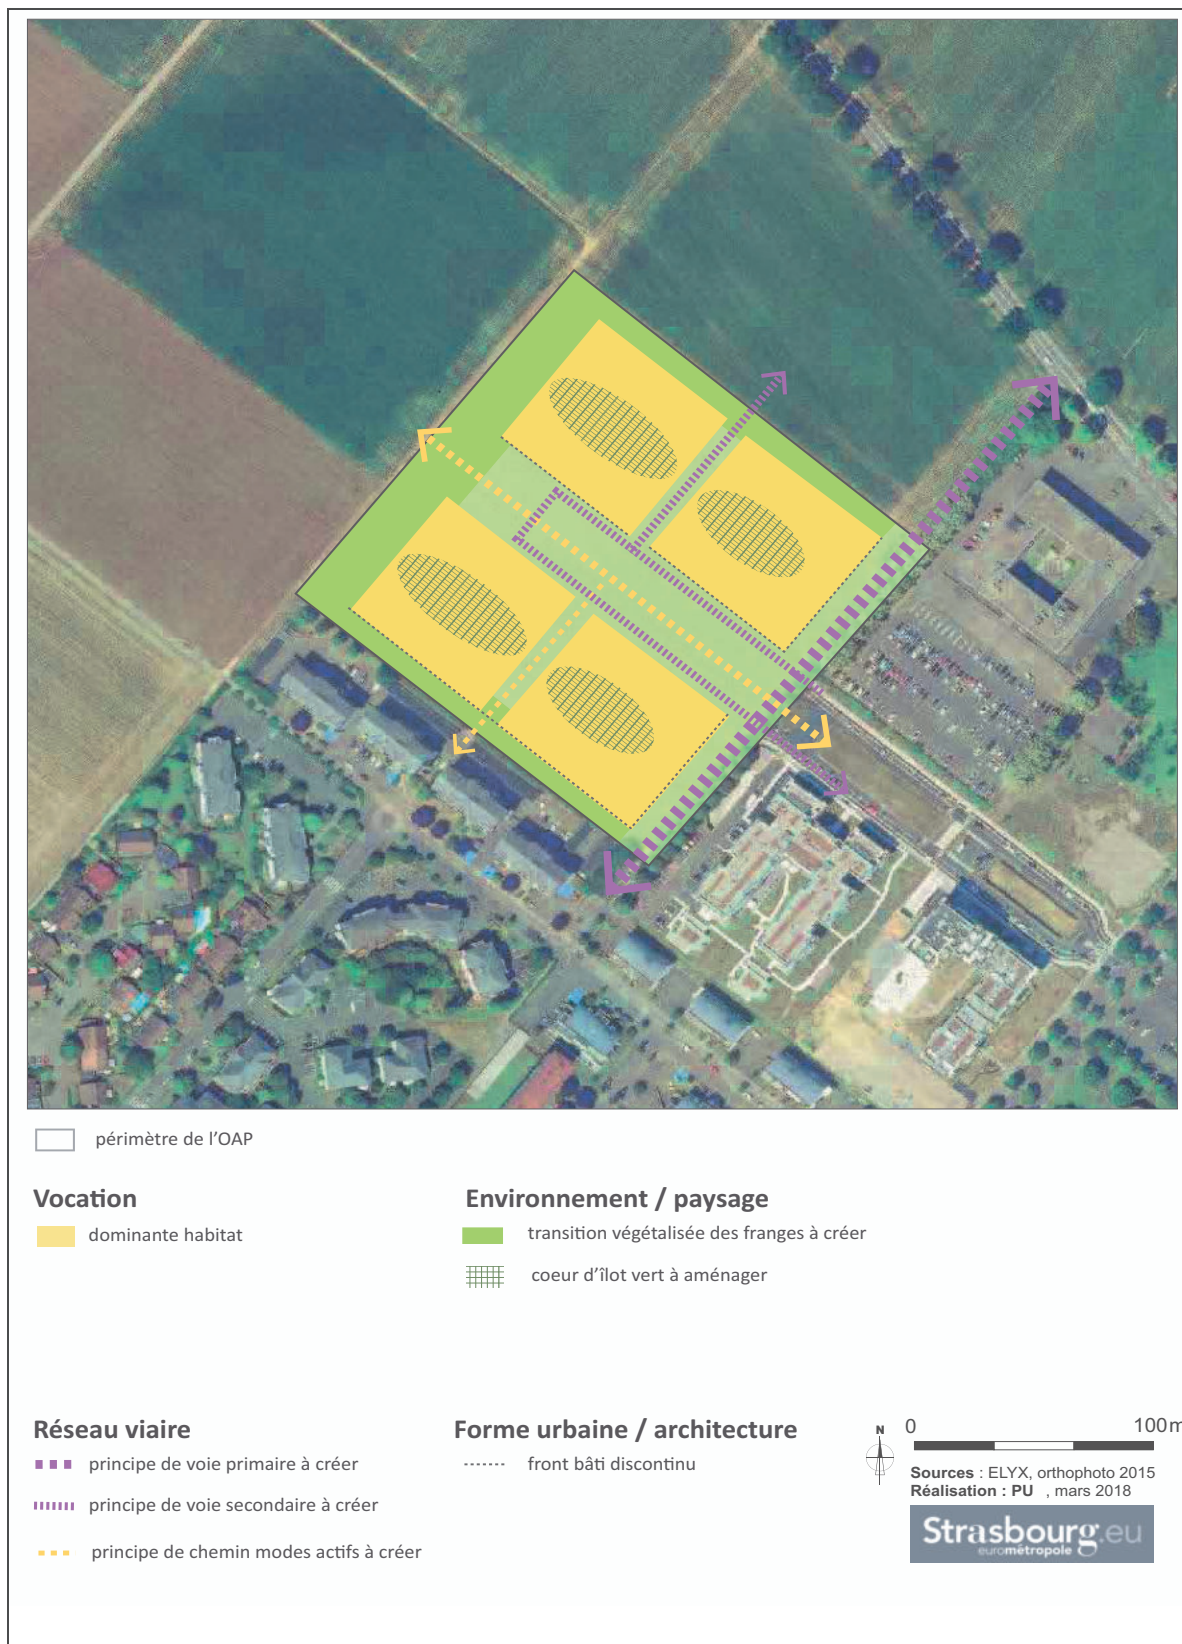 périmètre de l’OAP
Vocation
dominante habitat
Environnement / paysage
transition végétalisée des franges à créer
coeur d’îlot vert à aménager
Réseau viaire
principe de voie primaire à créer
principe de voie secondaire à créer
principe de chemin modes actifs à créer
Forme urbaine / architecture
front bâti discontinu
N
0 100m
Sources : ELYX, orthophoto 2015
Réalisation : PU , mars 2018
Strasbourg.eu
eurométropole